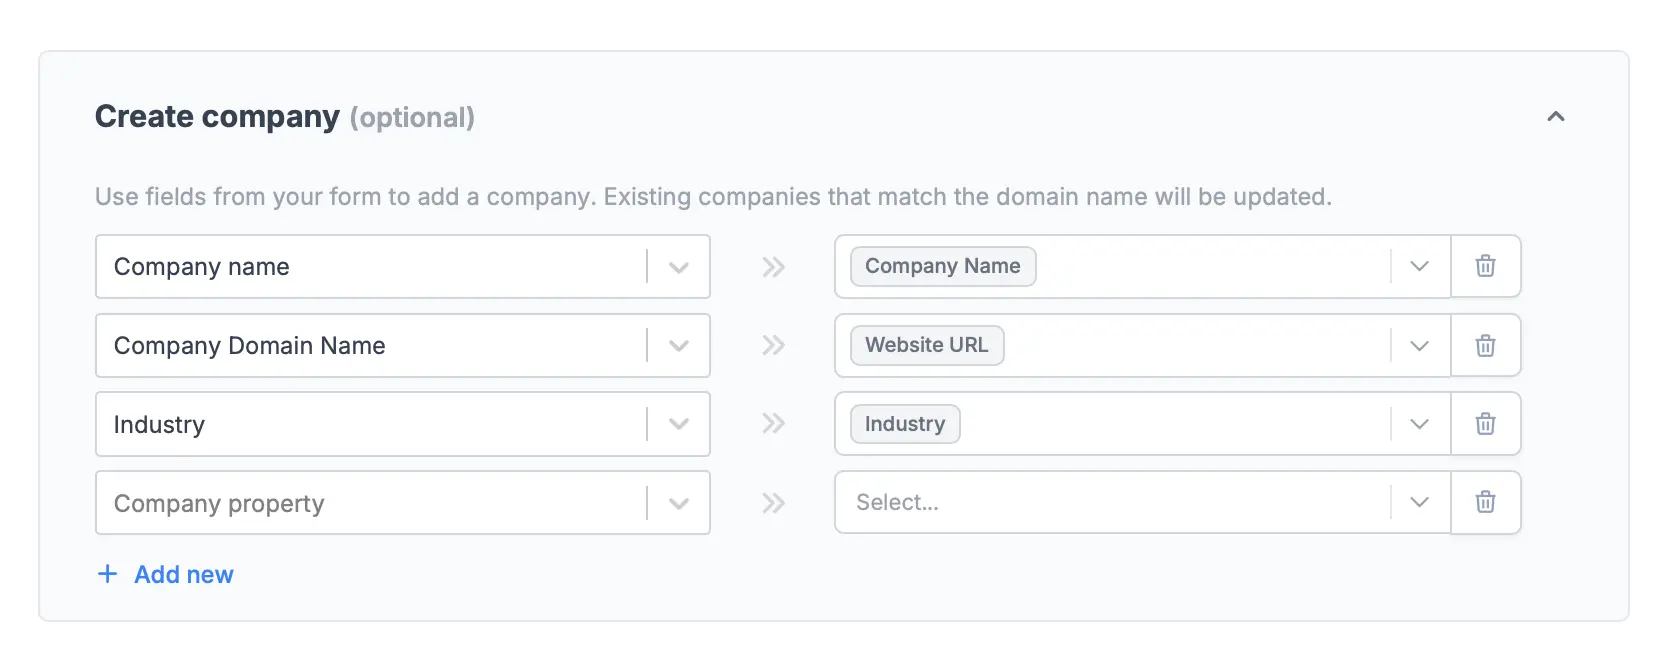 Create company (optional)
Use fields from your form to add a company. Existing companies that match the domain name will be updated.
Company name Company Name
Company Domain Name Website URL
Industry Industry
Company property Select...
+ Add new